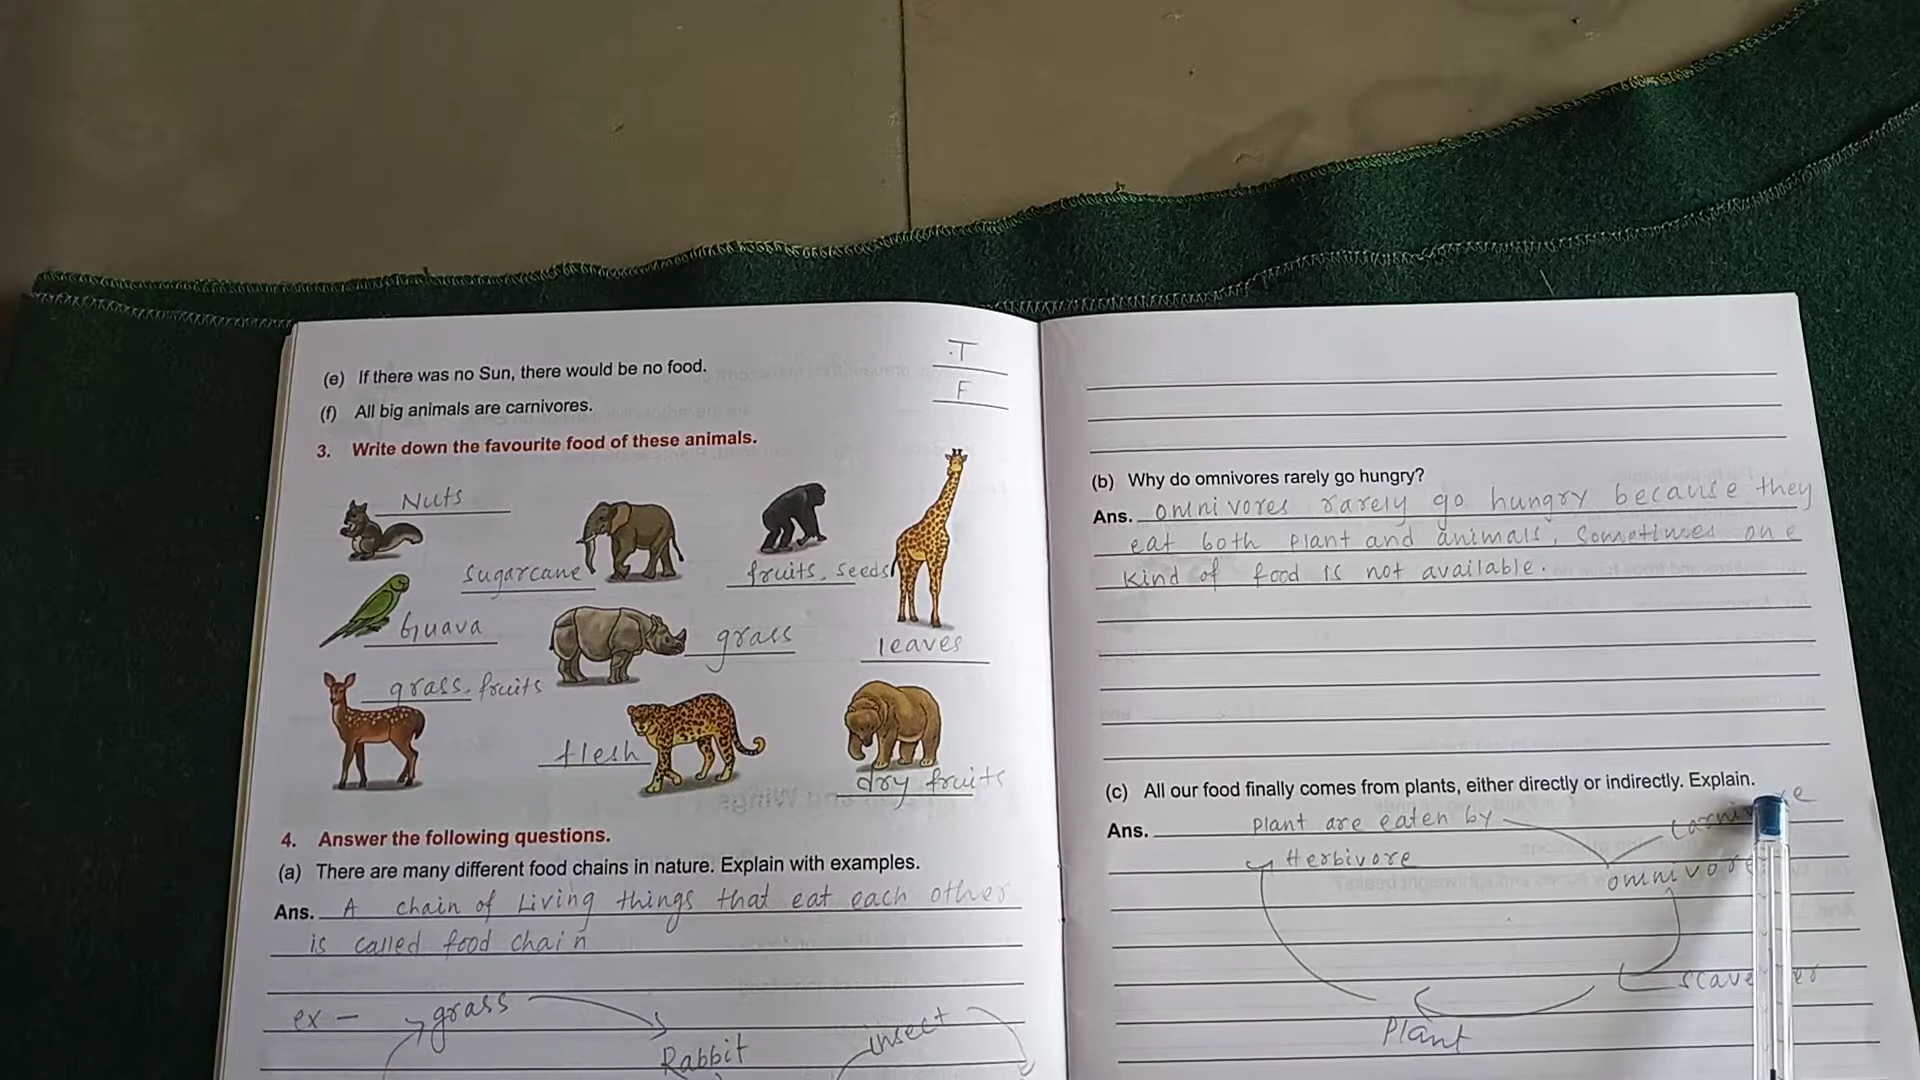 (e) If there was no Sun, there would be no food. T
(f) All big animals are carnivores. F
3. Write down the favourite food of these animals.
Nuts
sugarcane
fruits, seeds
Guava
grass
leaves
grass, fruits
flesh
dry fruits
4. Answer the following questions.
(a) There are many different food chains in nature. Explain with examples.
Ans. A chain of Living things that eat each other
is called food chain
ex - grass
Rabbit
insect
(b) Why do omnivores rarely go hungry?
Ans. omnivores rarely go hungry because they
eat both plant and animals, Sometimes one
kind of food is not available.
(c) All our food finally comes from plants, either directly or indirectly. Explain.
Ans. Plant are eaten by
Herbivore
Plant